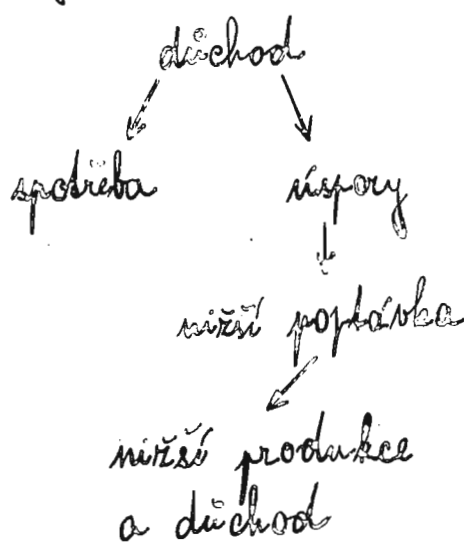 důchod
spotřeba úspory
nižší poptávka
nižší produkce
a důchod